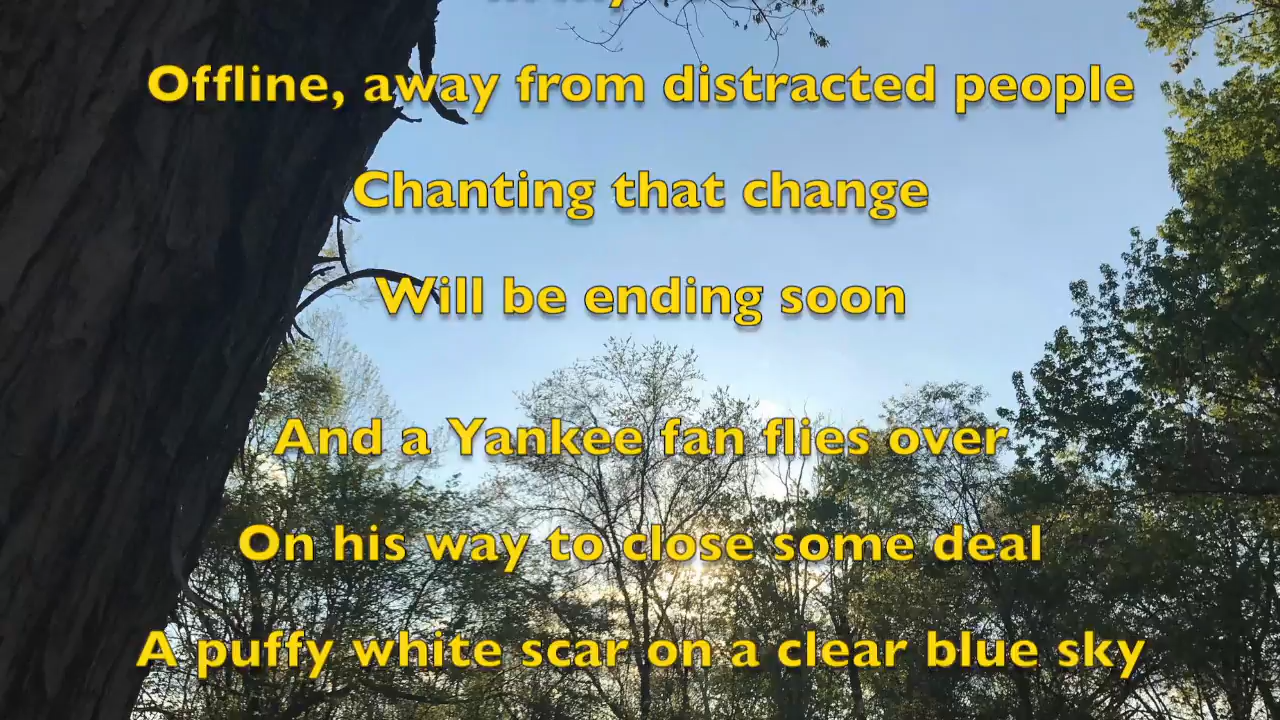 Offline, away from distracted people
Chanting that change
Will be ending soon
And a Yankee fan flies over
On his way to close some deal
A puffy white scar on a clear blue sky